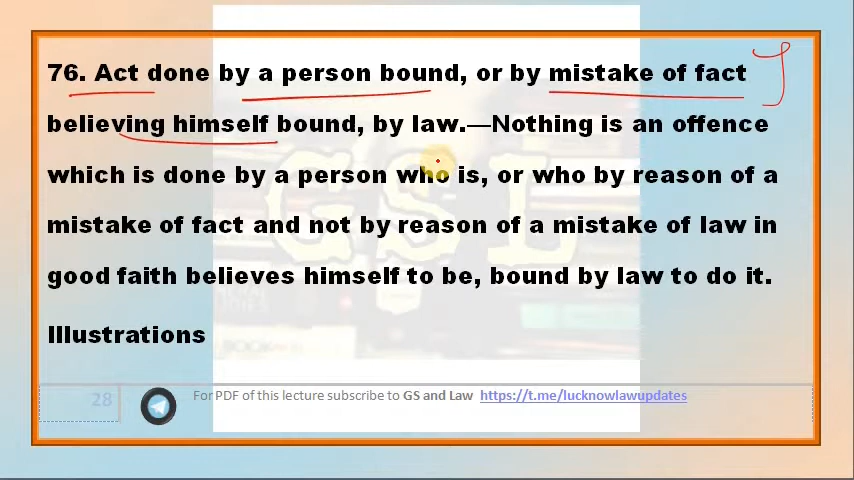 76. Act done by a person bound, or by mistake of fact
believing himself bound, by law.—Nothing is an offence
which is done by a person who is, or who by reason of a
mistake of fact and not by reason of a mistake of law in
good faith believes himself to be, bound by law to do it.
Illustrations
28
For PDF of this lecture subscribe to GS and Law https://t.me/lucknowlawupdates
GSL